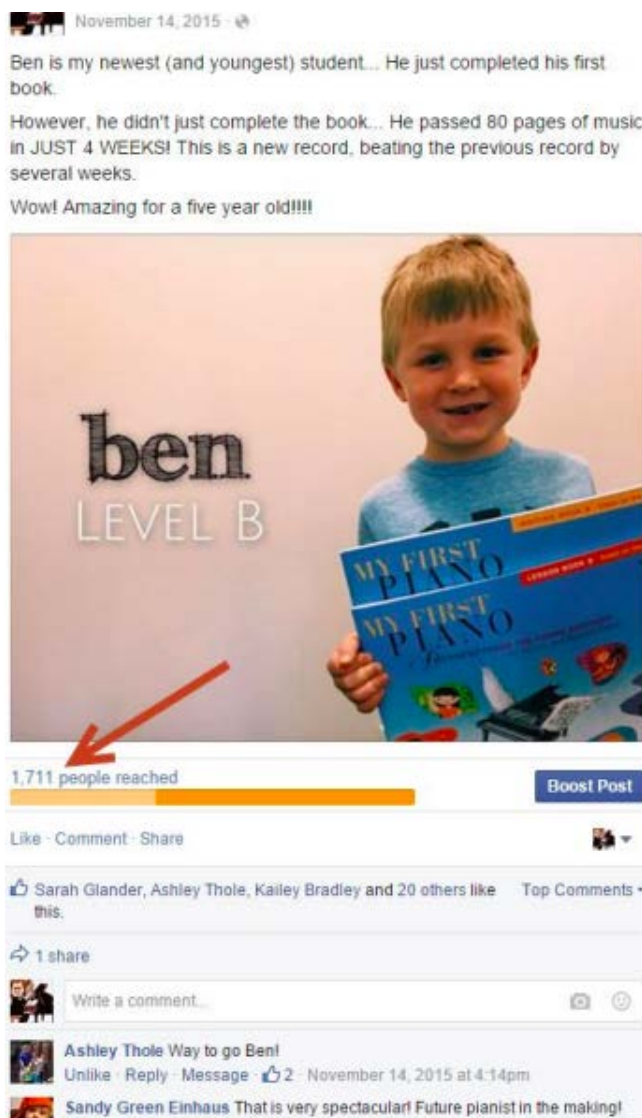 November 14, 2015
Ben is my newest (and youngest) student... He just completed his first
book.
However, he didn't just complete the book... He passed 80 pages of music
in JUST 4 WEEKS! This is a new record, beating the previous record by
several weeks.
Wow! Amazing for a five year old!!!!
ben
LEVEL B
MY FIRST
PIANO
LESSON BOOK B
MY FIRST
PIANO
1,711 people reached
Boost Post
Like · Comment · Share
Sarah Glander, Ashley Thole, Kailey Bradley and 20 others like
this.
Top Comments
1 share
Write a comment...
Ashley Thole Way to go Ben!
Unlike · Reply · Message · 2 · November 14, 2015 at 4:14pm
Sandy Green Einhaus That is very spectacular! Future pianist in the making!